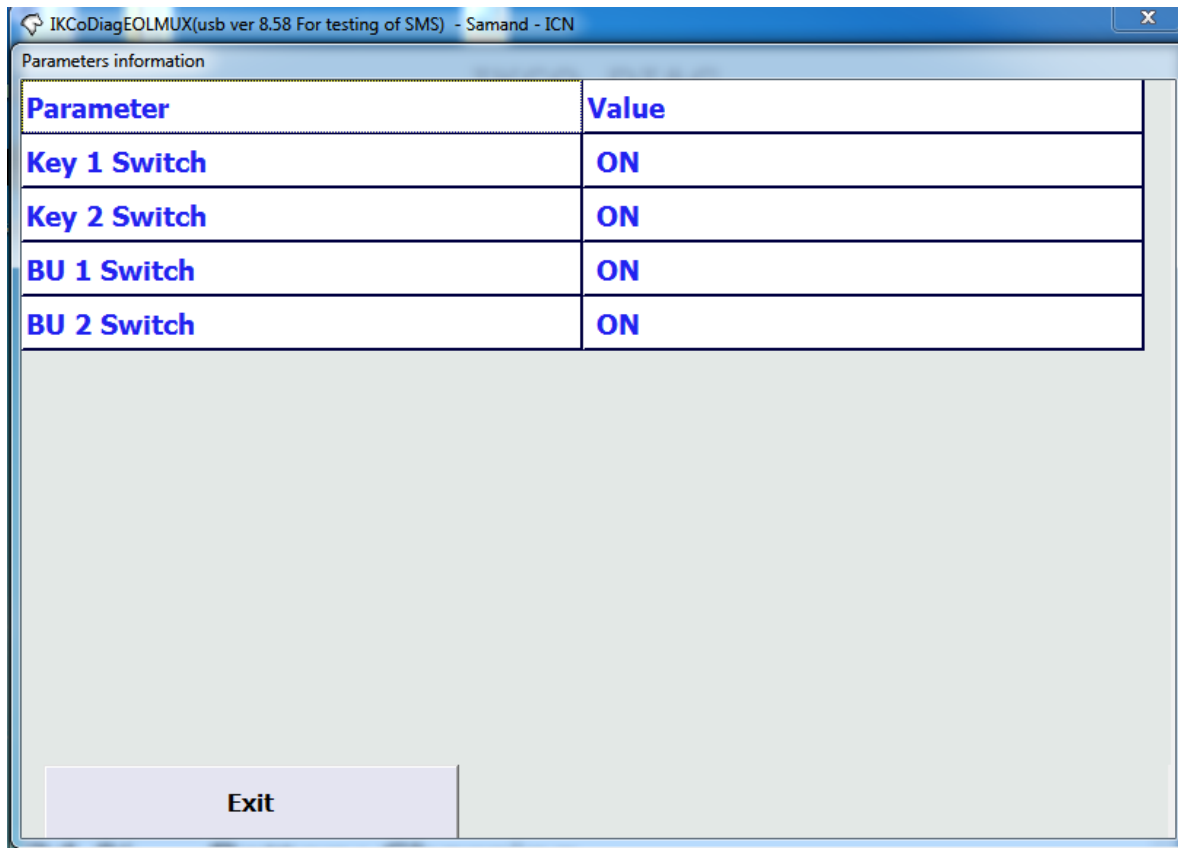 IKCoDiagEOLMUX(usb ver 8.58 For testing of SMS) - Samand - ICN
Parameters information
Parameter Value
Key 1 Switch ON
Key 2 Switch ON
BU 1 Switch ON
BU 2 Switch ON
Exit